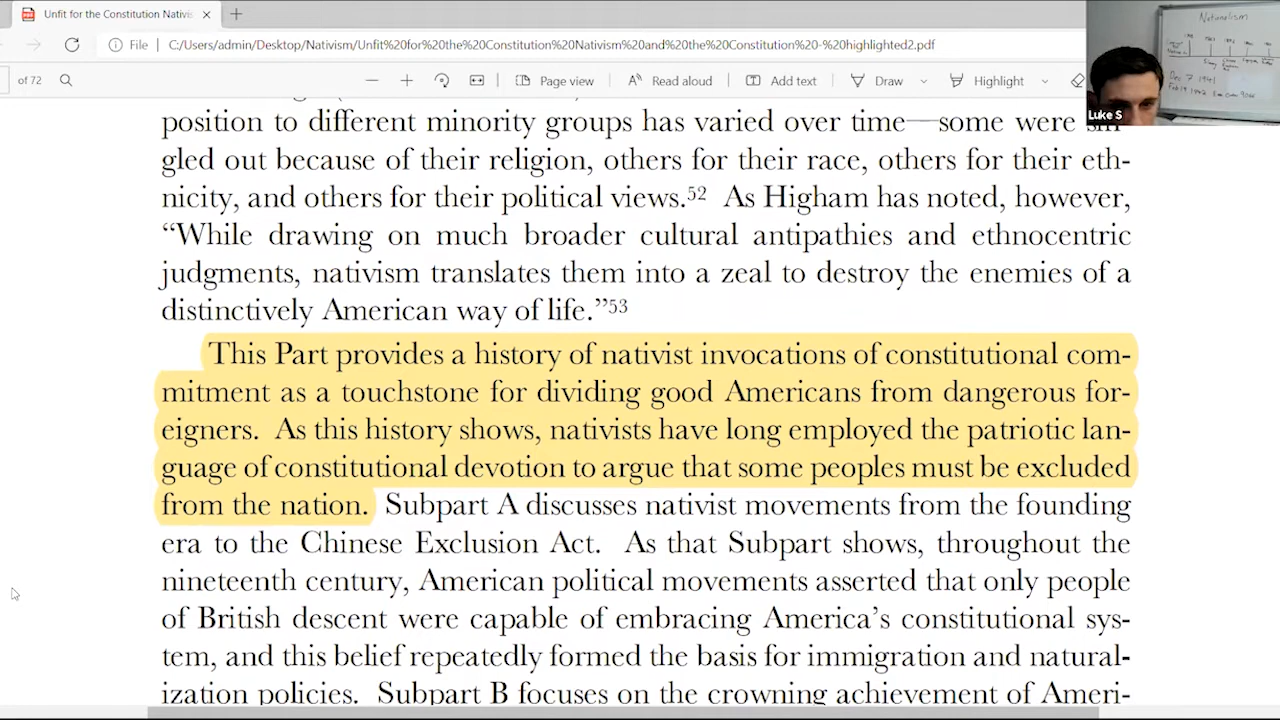 Unfit for the Constitution Nativis
File C:/Users/admin/Desktop/Nativism/Unfit%20for%20the%20Constitution%20Nativism%20and%20the%20Constitution%20-%20highlighted2.pdf
of 72 Page view Read aloud Add text Draw Highlight
Nationalism
Dec 7 1941
Luke S
position to different minority groups has varied over time—some were sin-
gled out because of their religion, others for their race, others for their eth-
nicity, and others for their political views.52 As Higham has noted, however,
“While drawing on much broader cultural antipathies and ethnocentric
judgments, nativism translates them into a zeal to destroy the enemies of a
distinctively American way of life.”53
This Part provides a history of nativist invocations of constitutional com-
mitment as a touchstone for dividing good Americans from dangerous for-
eigners. As this history shows, nativists have long employed the patriotic lan-
guage of constitutional devotion to argue that some peoples must be excluded
from the nation. Subpart A discusses nativist movements from the founding
era to the Chinese Exclusion Act. As that Subpart shows, throughout the
nineteenth century, American political movements asserted that only people
of British descent were capable of embracing America’s constitutional sys-
tem, and this belief repeatedly formed the basis for immigration and natural-
ization policies. Subpart B focuses on the crowning achievement of Ameri-